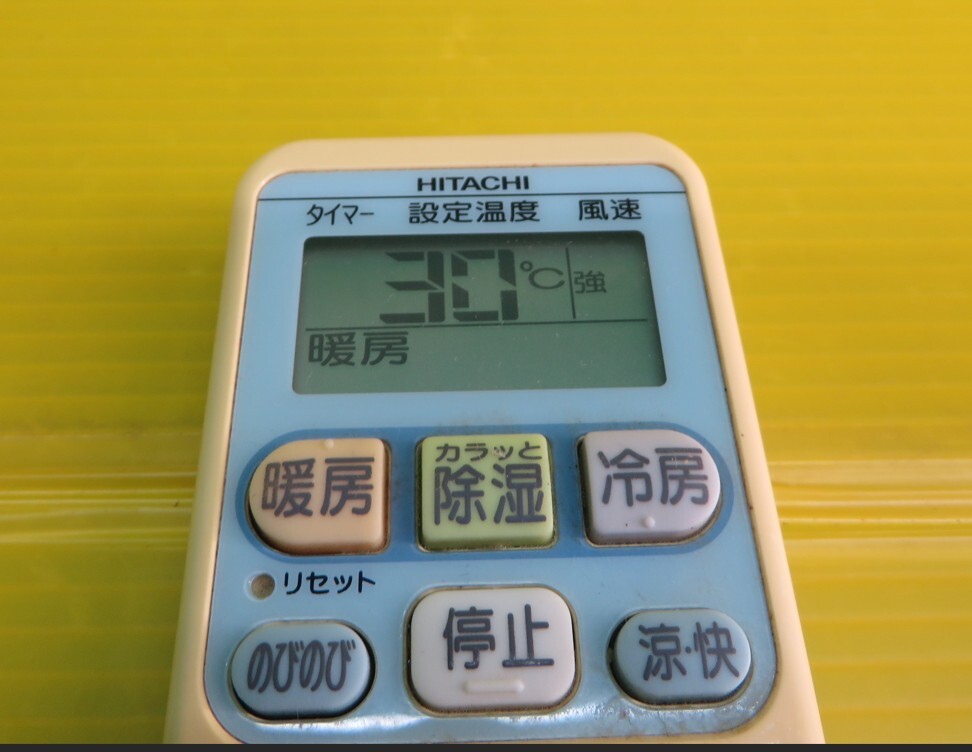 HITACHI
タイマー 設定温度 風速
30℃ 強
暖房
暖房 カラッと除湿 冷房
リセット
のびのび 停止 涼・快